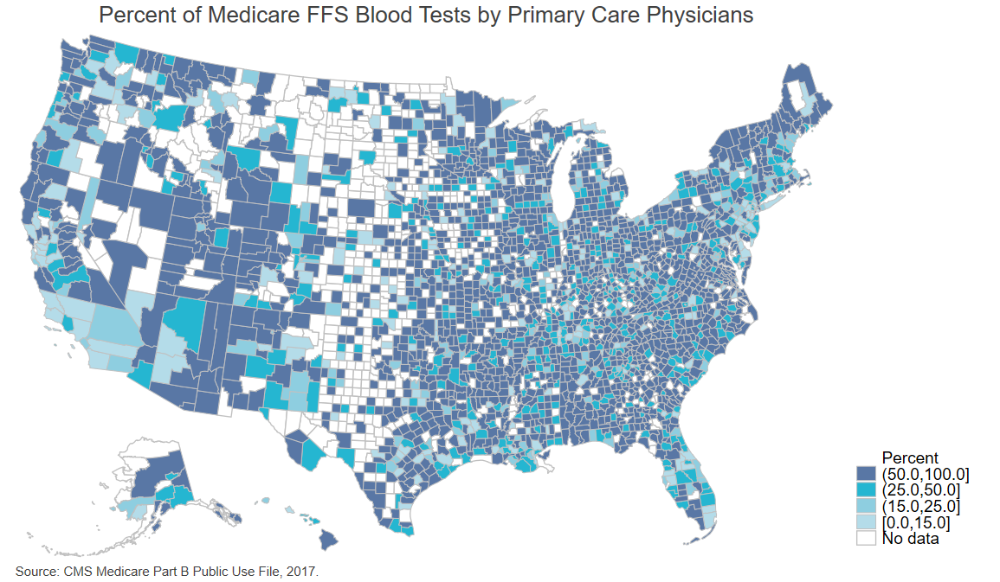 Percent of Medicare FFS Blood Tests by Primary Care Physicians
Percent
(50.0,100.0]
(25.0,50.0]
(15.0,25.0]
[0.0,15.0]
No data
Source: CMS Medicare Part B Public Use File, 2017.